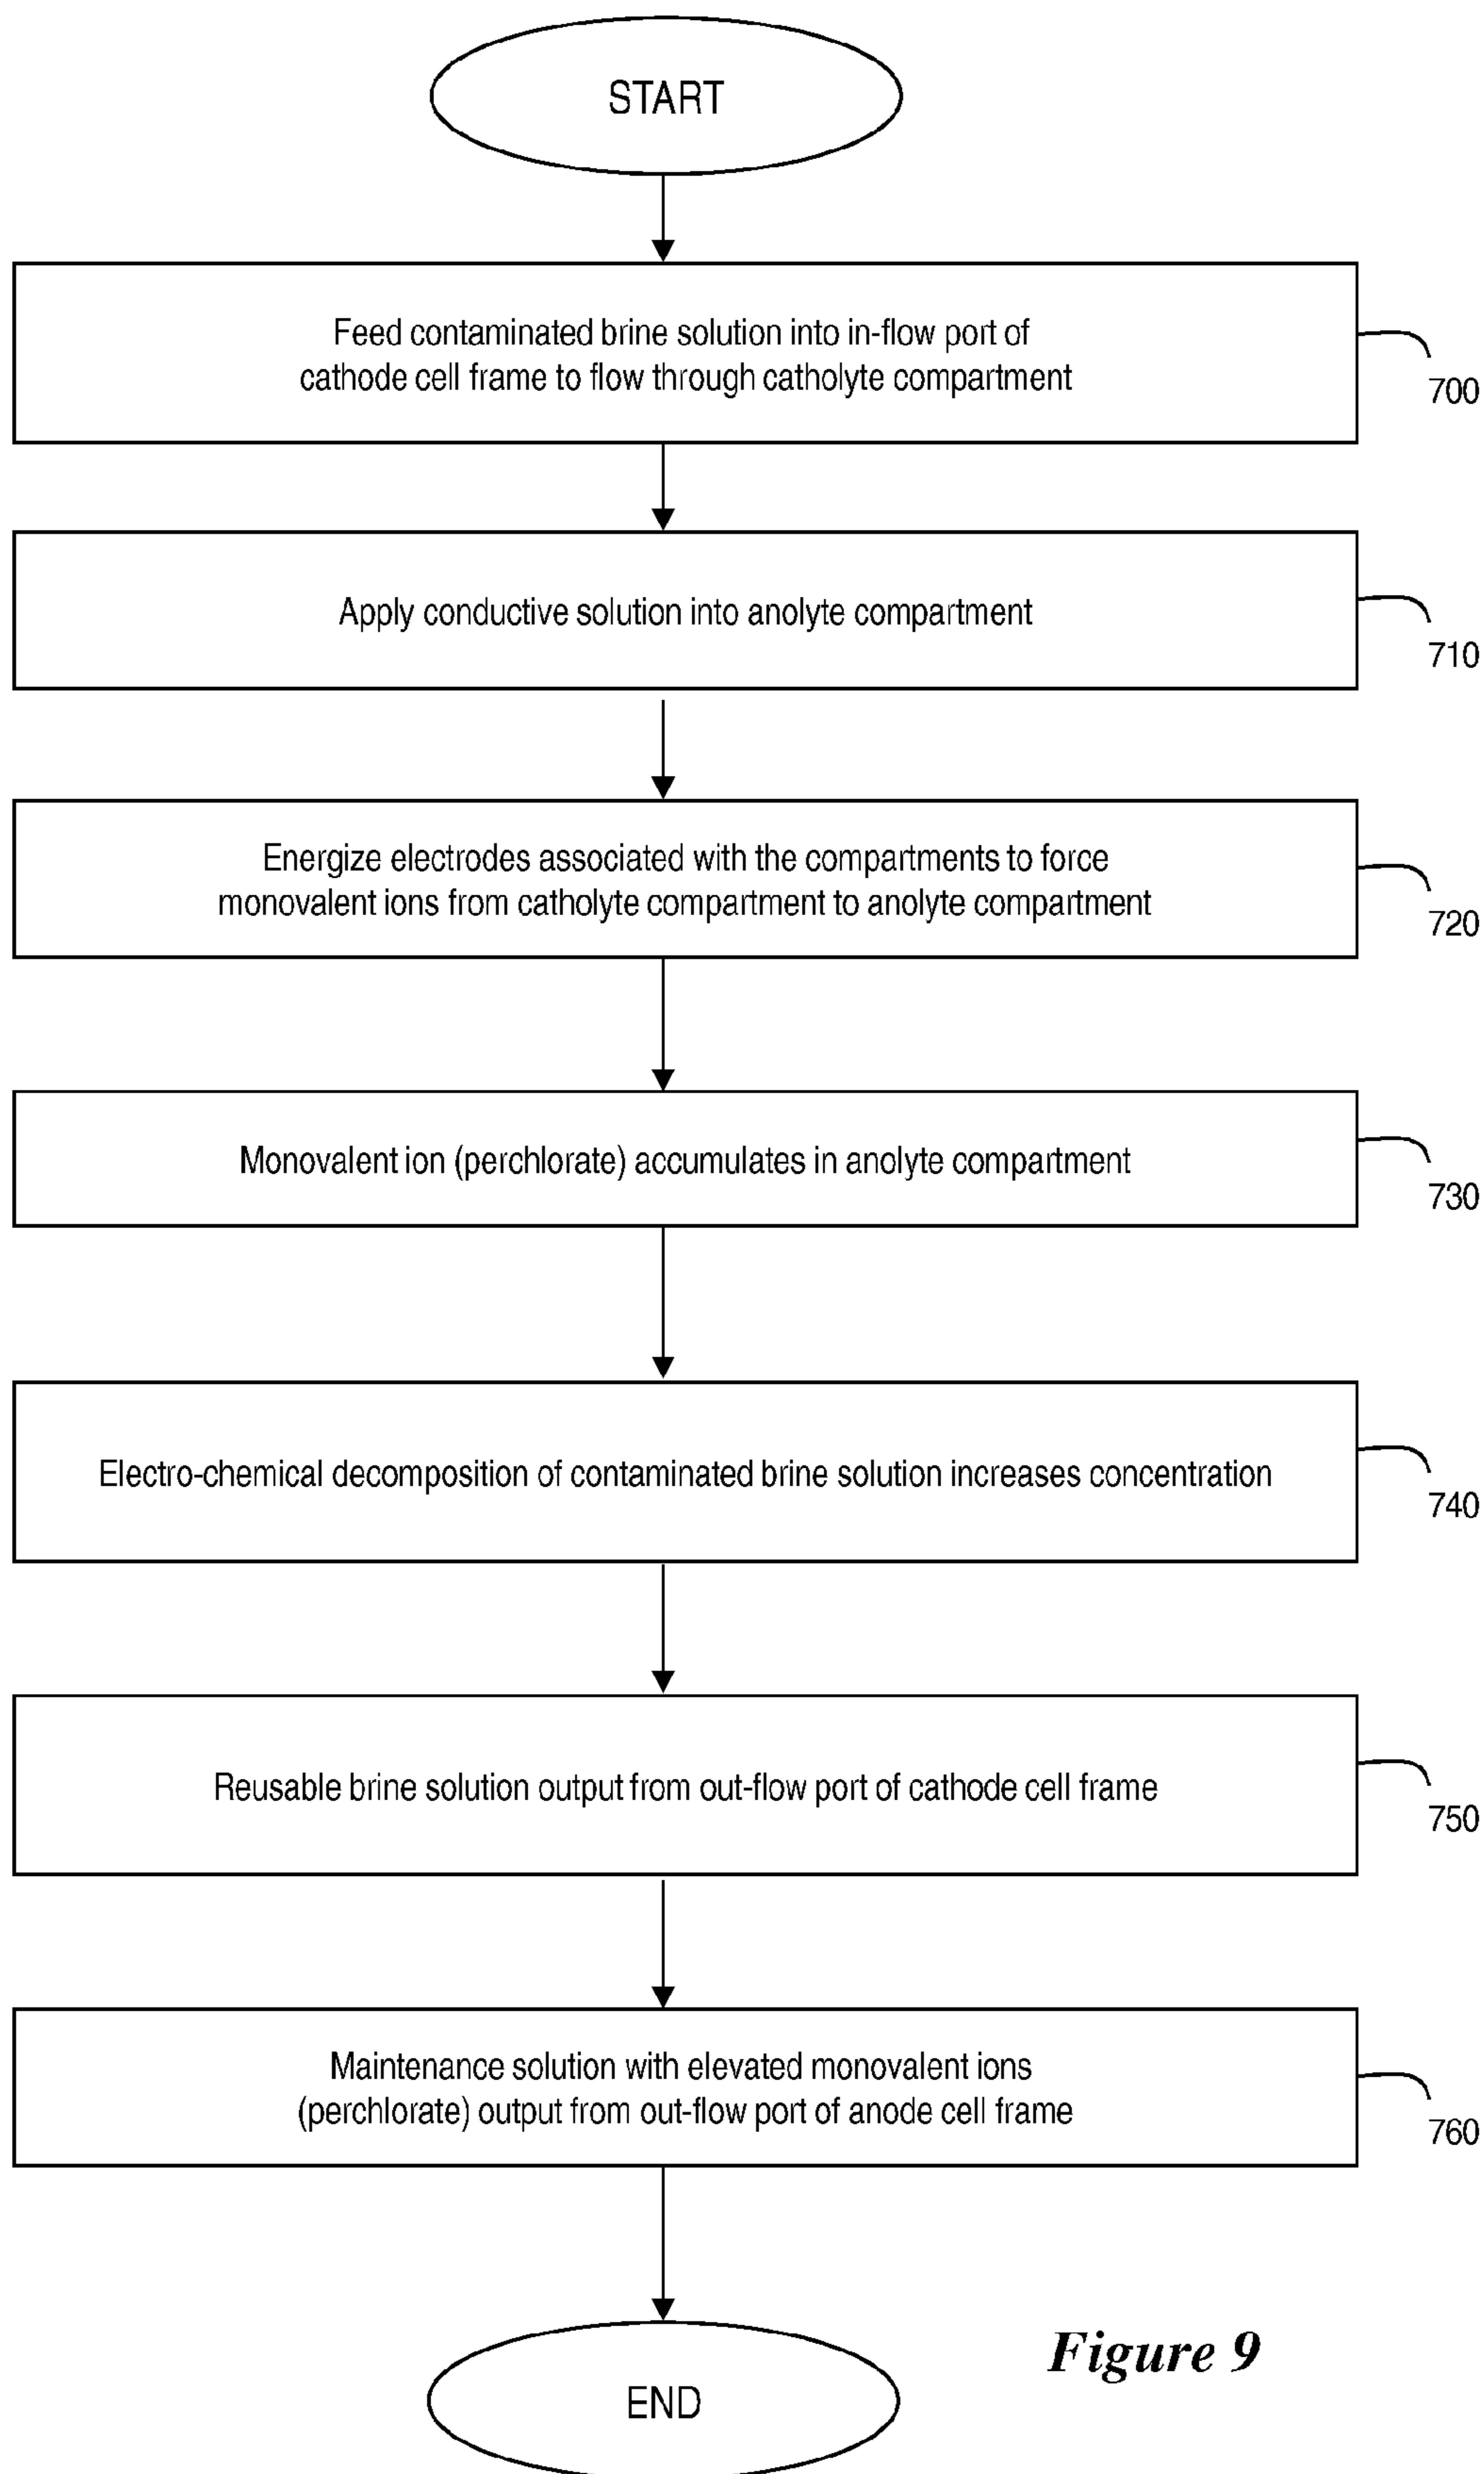 START
Feed contaminated brine solution into in-flow port of
cathode cell frame to flow through catholyte compartment
700
Apply conductive solution into anolyte compartment
710
Energize electrodes associated with the compartments to force
monovalent ions from catholyte compartment to anolyte compartment
720
Monovalent ion (perchlorate) accumulates in anolyte compartment
730
Electro-chemical decomposition of contaminated brine solution increases concentration
740
Reusable brine solution output from out-flow port of cathode cell frame
750
Maintenance solution with elevated monovalent ions
(perchlorate) output from out-flow port of anode cell frame
760
END
Figure 9